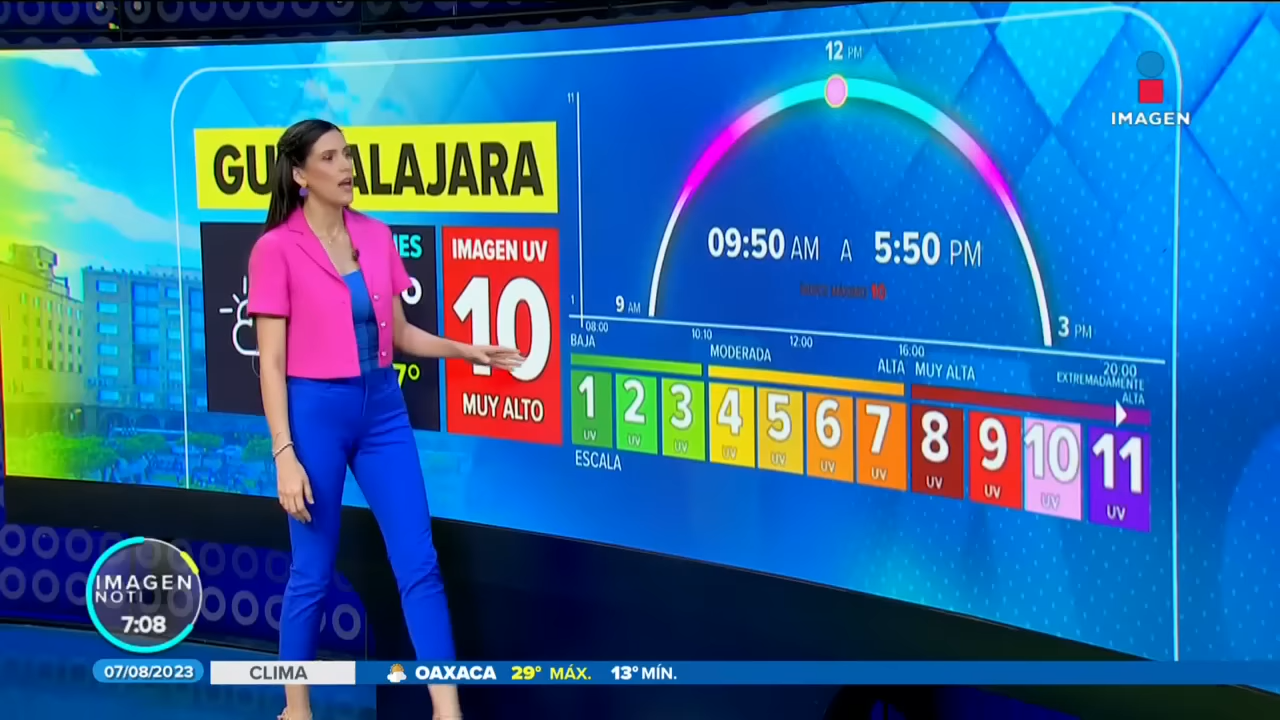 12 PM
IMAGEN
11
GU ALAJARA
ES
IMAGEN UV
10
MUY ALTO
7°
09:50 AM A 5:50 PM
1
9 AM
3 PM
08:00
10:10
12:00
16:00
20:00
BAJA
MODERADA
ALTA
MUY ALTA
EXTREMADAMENTE
ALTA
1 2 3 4 5 6 7 8 9 10 11
UV UV UV UV UV UV UV UV UV UV UV
ESCALA
IMAGEN
NOTI
7:08
07/08/2023 CLIMA OAXACA 29° MÁX. 13° MÍN.